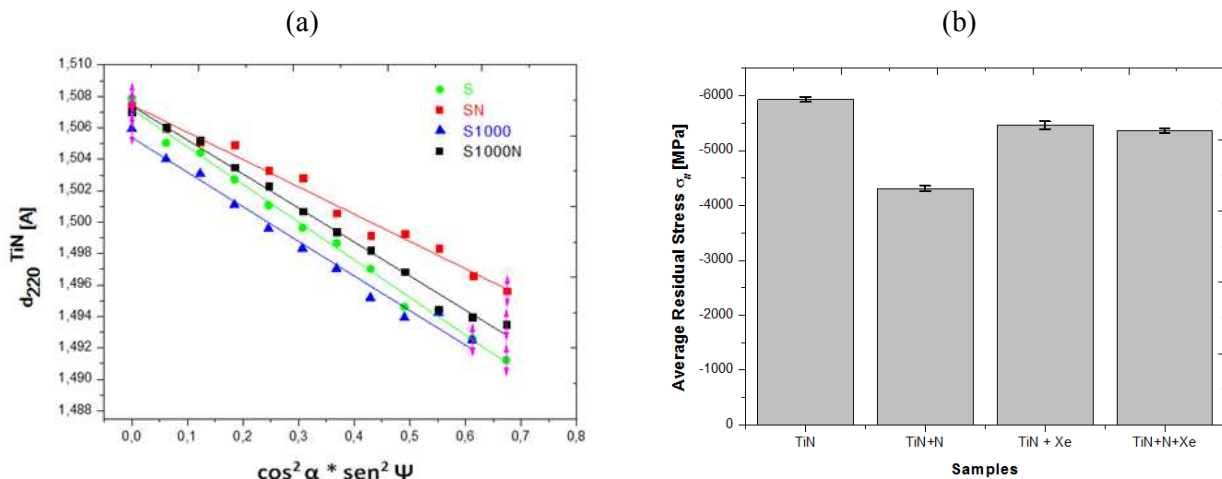 (a)
(b)
1,510
1,508
1,506
1,504
1,502
1,500
1,498
1,496
1,494
1,492
1,490
1,488
d220 TiN [A]
S
SN
S1000
S1000N
0,0 0,1 0,2 0,3 0,4 0,5 0,6 0,7 0,8
cos² α * sen² Ψ
-6000
-5000
-4000
-3000
-2000
-1000
0
Average Residual Stress σ// [MPa]
TiN TiN+N TiN + Xe TiN+N+Xe
Samples